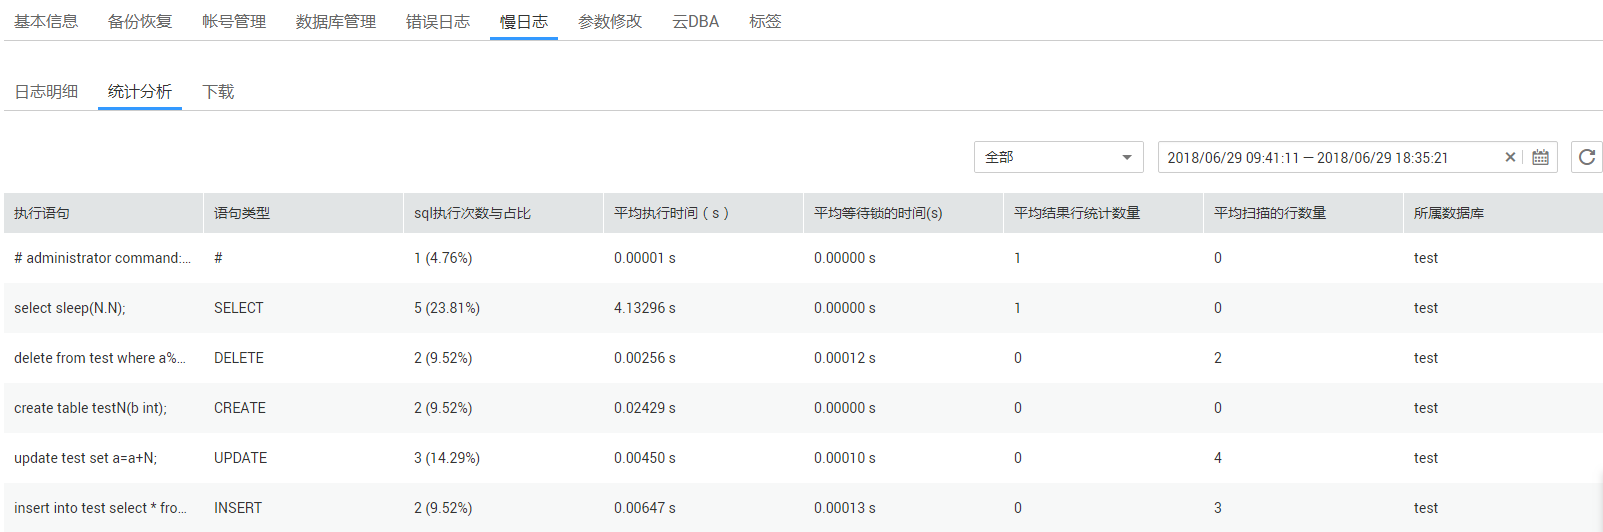 基本信息 备份恢复 帐号管理 数据库管理 错误日志 慢日志 参数修改 云DBA 标签
日志明细 统计分析 下载
全部 2018/06/29 09:41:11 — 2018/06/29 18:35:21
执行语句 语句类型 sql执行次数与占比 平均执行时间（s） 平均等待锁的时间(s) 平均结果行统计数量 平均扫描的行数量 所属数据库
# administrator command:... # 1 (4.76%) 0.00001 s 0.00000 s 1 0 test
select sleep(N.N); SELECT 5 (23.81%) 4.13296 s 0.00000 s 1 0 test
delete from test where a%... DELETE 2 (9.52%) 0.00256 s 0.00012 s 0 2 test
create table testN(b int); CREATE 2 (9.52%) 0.02429 s 0.00000 s 0 0 test
update test set a=a+N; UPDATE 3 (14.29%) 0.00450 s 0.00010 s 0 4 test
insert into test select * fro... INSERT 2 (9.52%) 0.00647 s 0.00013 s 0 3 test